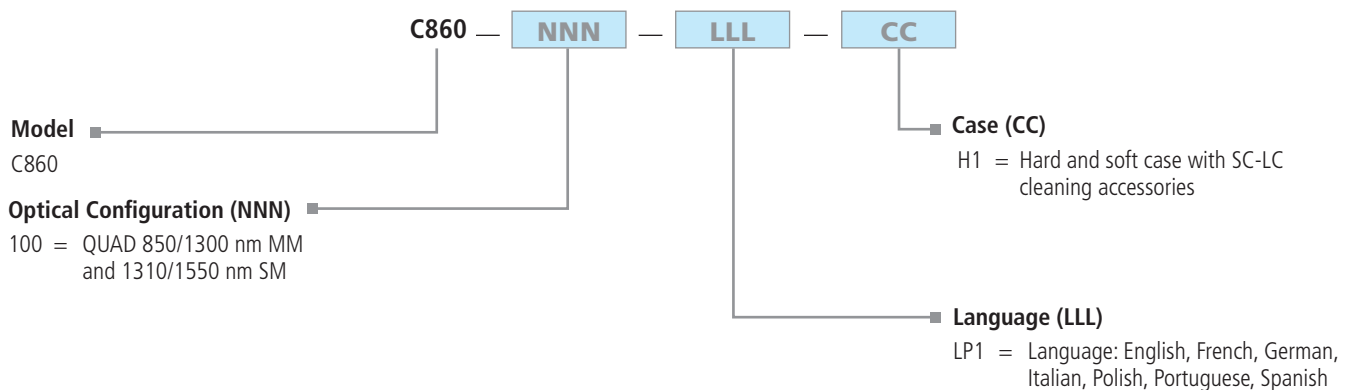 C860 — NNN — LLL — CC
Model
C860
Optical Configuration (NNN)
100 = QUAD 850/1300 nm MM
and 1310/1550 nm SM
Case (CC)
H1 = Hard and soft case with SC-LC
cleaning accessories
Language (LLL)
LP1 = Language: English, French, German,
Italian, Polish, Portuguese, Spanish